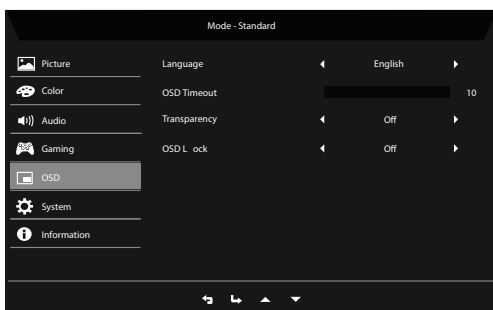 Mode - Standard
Picture
Language English
Color
OSD Timeout 10
Audio
Transparency Off
Gaming
OSD L ock Off
OSD
System
Information